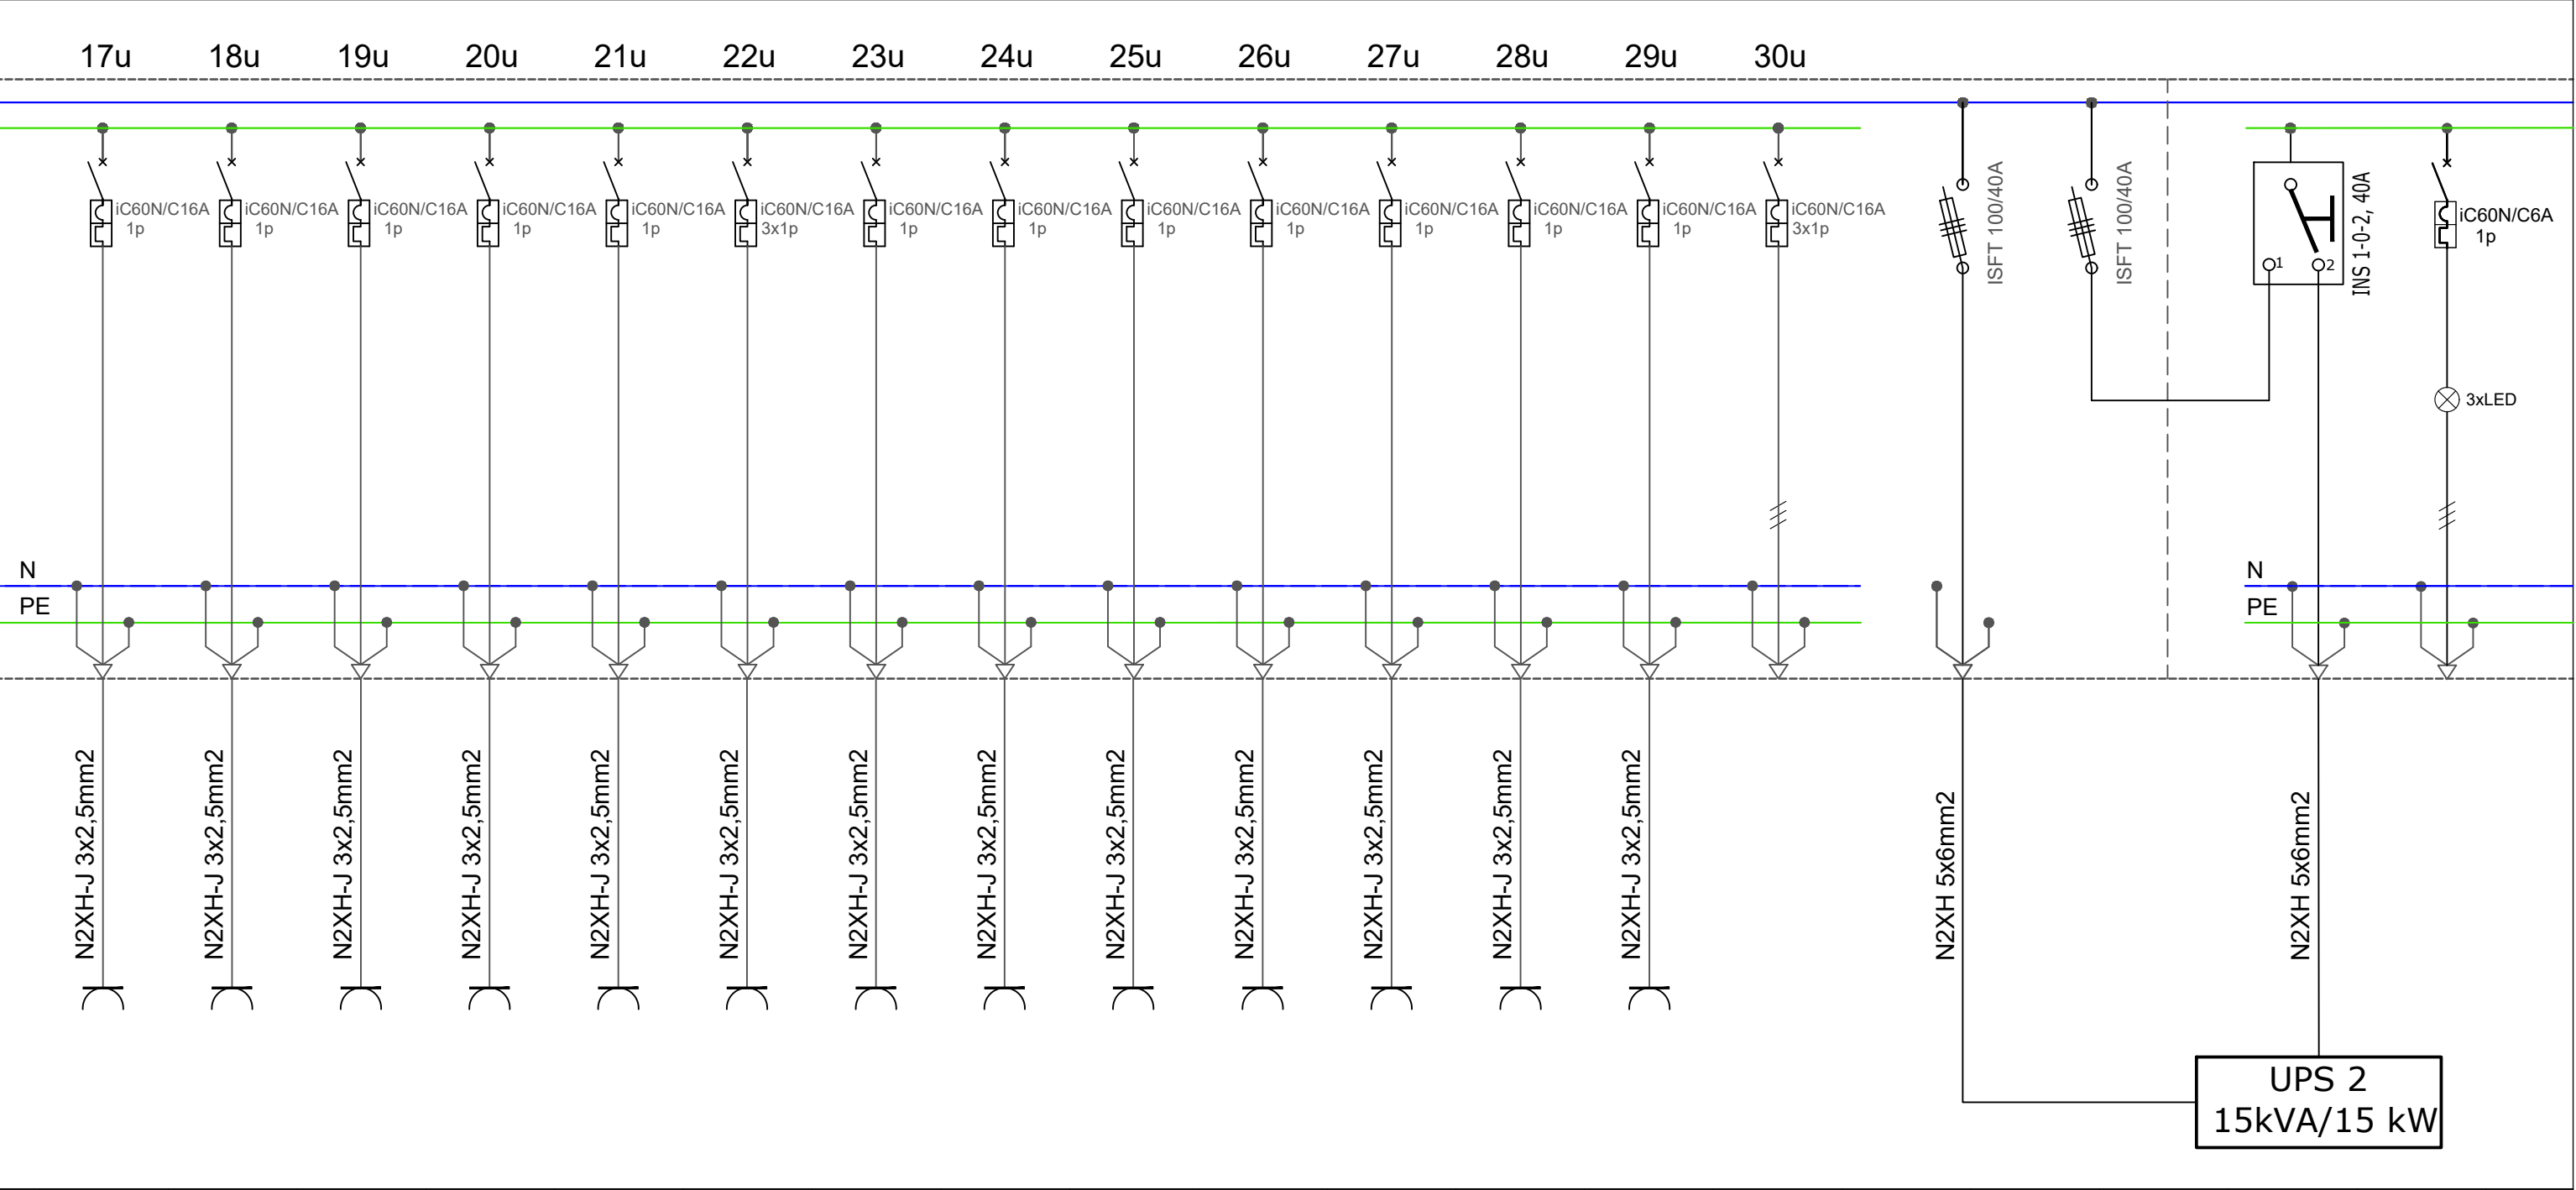 17u 18u 19u 20u 21u 22u 23u 24u 25u 26u 27u 28u 29u 30u
iC60N/C16A
1p
iC60N/C16A
1p
iC60N/C16A
1p
iC60N/C16A
1p
iC60N/C16A
1p
iC60N/C16A
3x1p
iC60N/C16A
1p
iC60N/C16A
1p
iC60N/C16A
1p
iC60N/C16A
1p
iC60N/C16A
1p
iC60N/C16A
1p
iC60N/C16A
1p
iC60N/C16A
3x1p
ISFT 100/40A
ISFT 100/40A
1
2
INS 1-0-2, 40A
iC60N/C6A
1p
3xLED
N
PE
N
PE
N2XH-J 3x2,5mm2
N2XH-J 3x2,5mm2
N2XH-J 3x2,5mm2
N2XH-J 3x2,5mm2
N2XH-J 3x2,5mm2
N2XH-J 3x2,5mm2
N2XH-J 3x2,5mm2
N2XH-J 3x2,5mm2
N2XH-J 3x2,5mm2
N2XH-J 3x2,5mm2
N2XH-J 3x2,5mm2
N2XH-J 3x2,5mm2
N2XH-J 3x2,5mm2
N2XH 5x6mm2
N2XH 5x6mm2
UPS 2
15kVA/15 kW